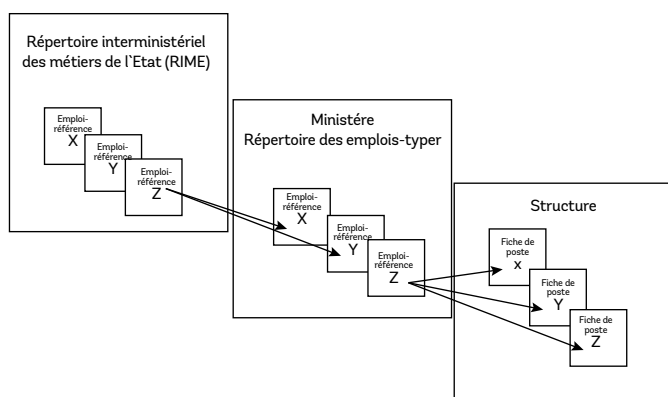 Répertoire interministériel
des métiers de l`Etat (RIME)
Emploi-
référence
X
Emploi-
référence
Y
Emploi-
référence
Z
Ministére
Répertoire des emplois-typer
Emploi-
référence
X
Emploi-
référence
Y
Emploi-
référence
Z
Structure
Fiche de
poste
x
Fiche de
poste
Y
Fiche de
poste
Z